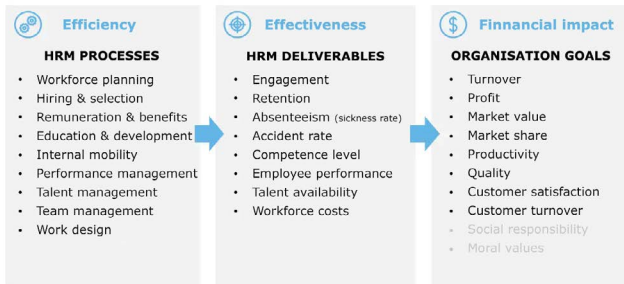 Efficiency
HRM PROCESSES
• Workforce planning
• Hiring & selection
• Remuneration & benefits
• Education & development
• Internal mobility
• Performance management
• Talent management
• Team management
• Work design
Effectiveness
HRM DELIVERABLES
• Engagement
• Retention
• Absenteeism (sickness rate)
• Accident rate
• Competence level
• Employee performance
• Talent availability
• Workforce costs
$
Finnancial impact
ORGANISATION GOALS
• Turnover
• Profit
• Market value
• Market share
• Productivity
• Quality
• Customer satisfaction
• Customer turnover
• Social responsibility
• Moral values